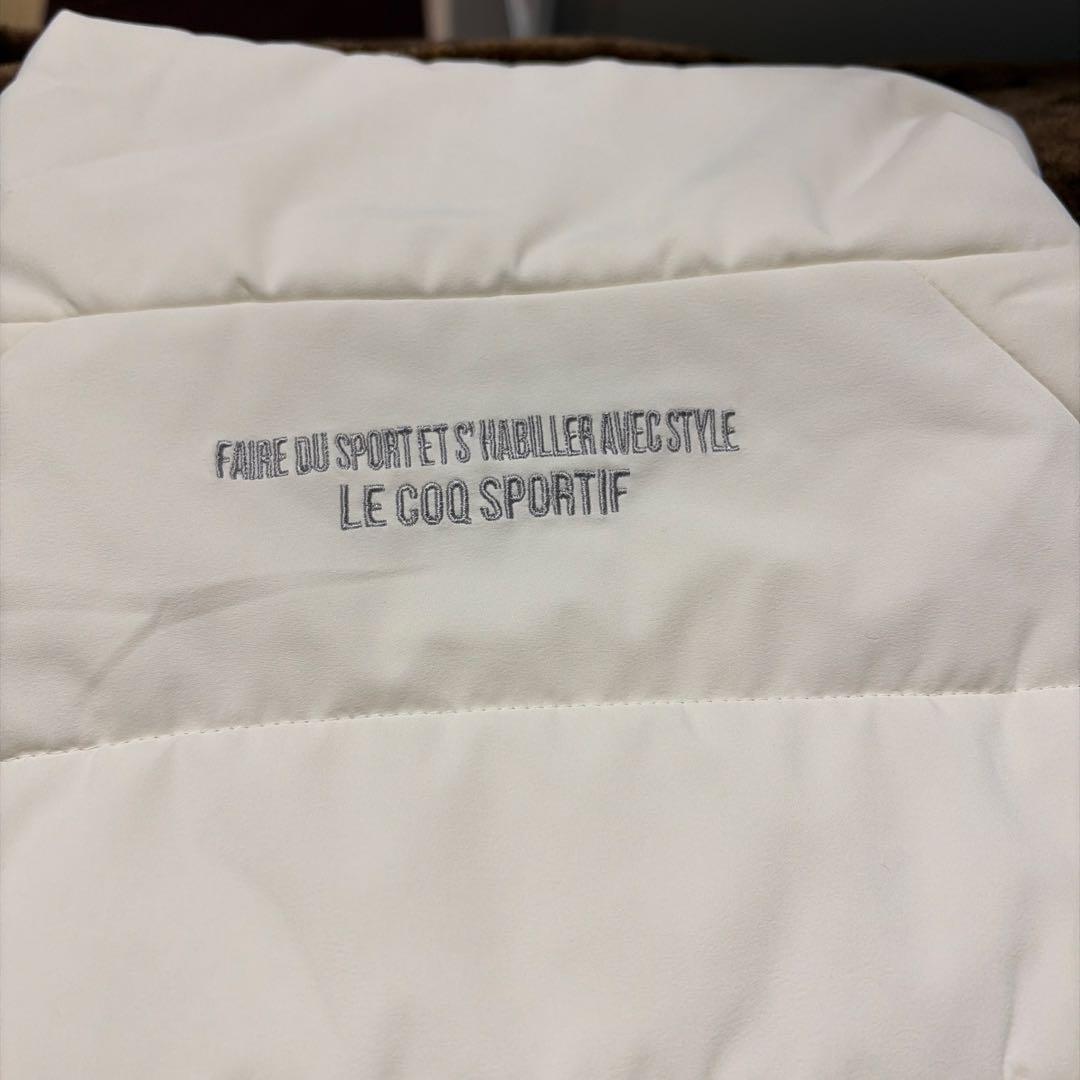 FAIRE DU SPORT ET S'HABILLER AVEC STYLE
LE COQ SPORTIF